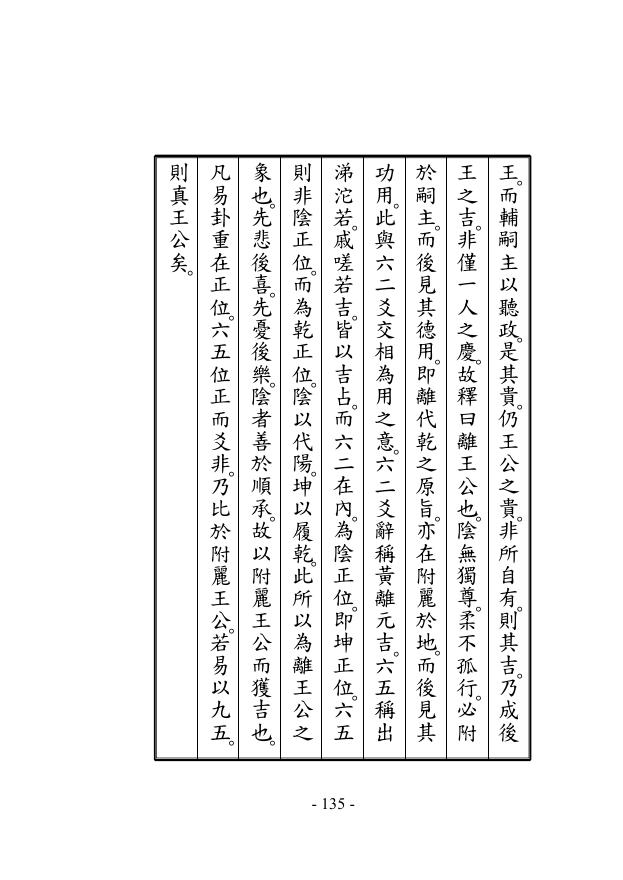 王。而輔嗣主以聽政。是其貴。仍王公之貴。非所自有。則其吉。乃成後
王之吉。非僅一人之慶。故釋曰離王公也。陰無獨尊。柔不孤行。必附
於嗣主。而後見其德用。即離代乾之原旨。亦在附麗於地。而後見其
功用。此與六二爻交相為用之意。六二爻辭稱黃離元吉。六五稱出
涕沱若。戚嗟若吉。皆以吉占。而六二在內。為陰正位。即坤正位。六五
則非陰正位。而為乾正位。陰以代陽。坤以履乾。此所以為離王公之
象也。先悲後喜。先憂後樂。陰者善於順承。故以附麗王公而獲吉也。
凡易卦重在正位。六五位正而爻非。乃比於附麗王公。若易以九五。
則真王公矣。
- 135 -